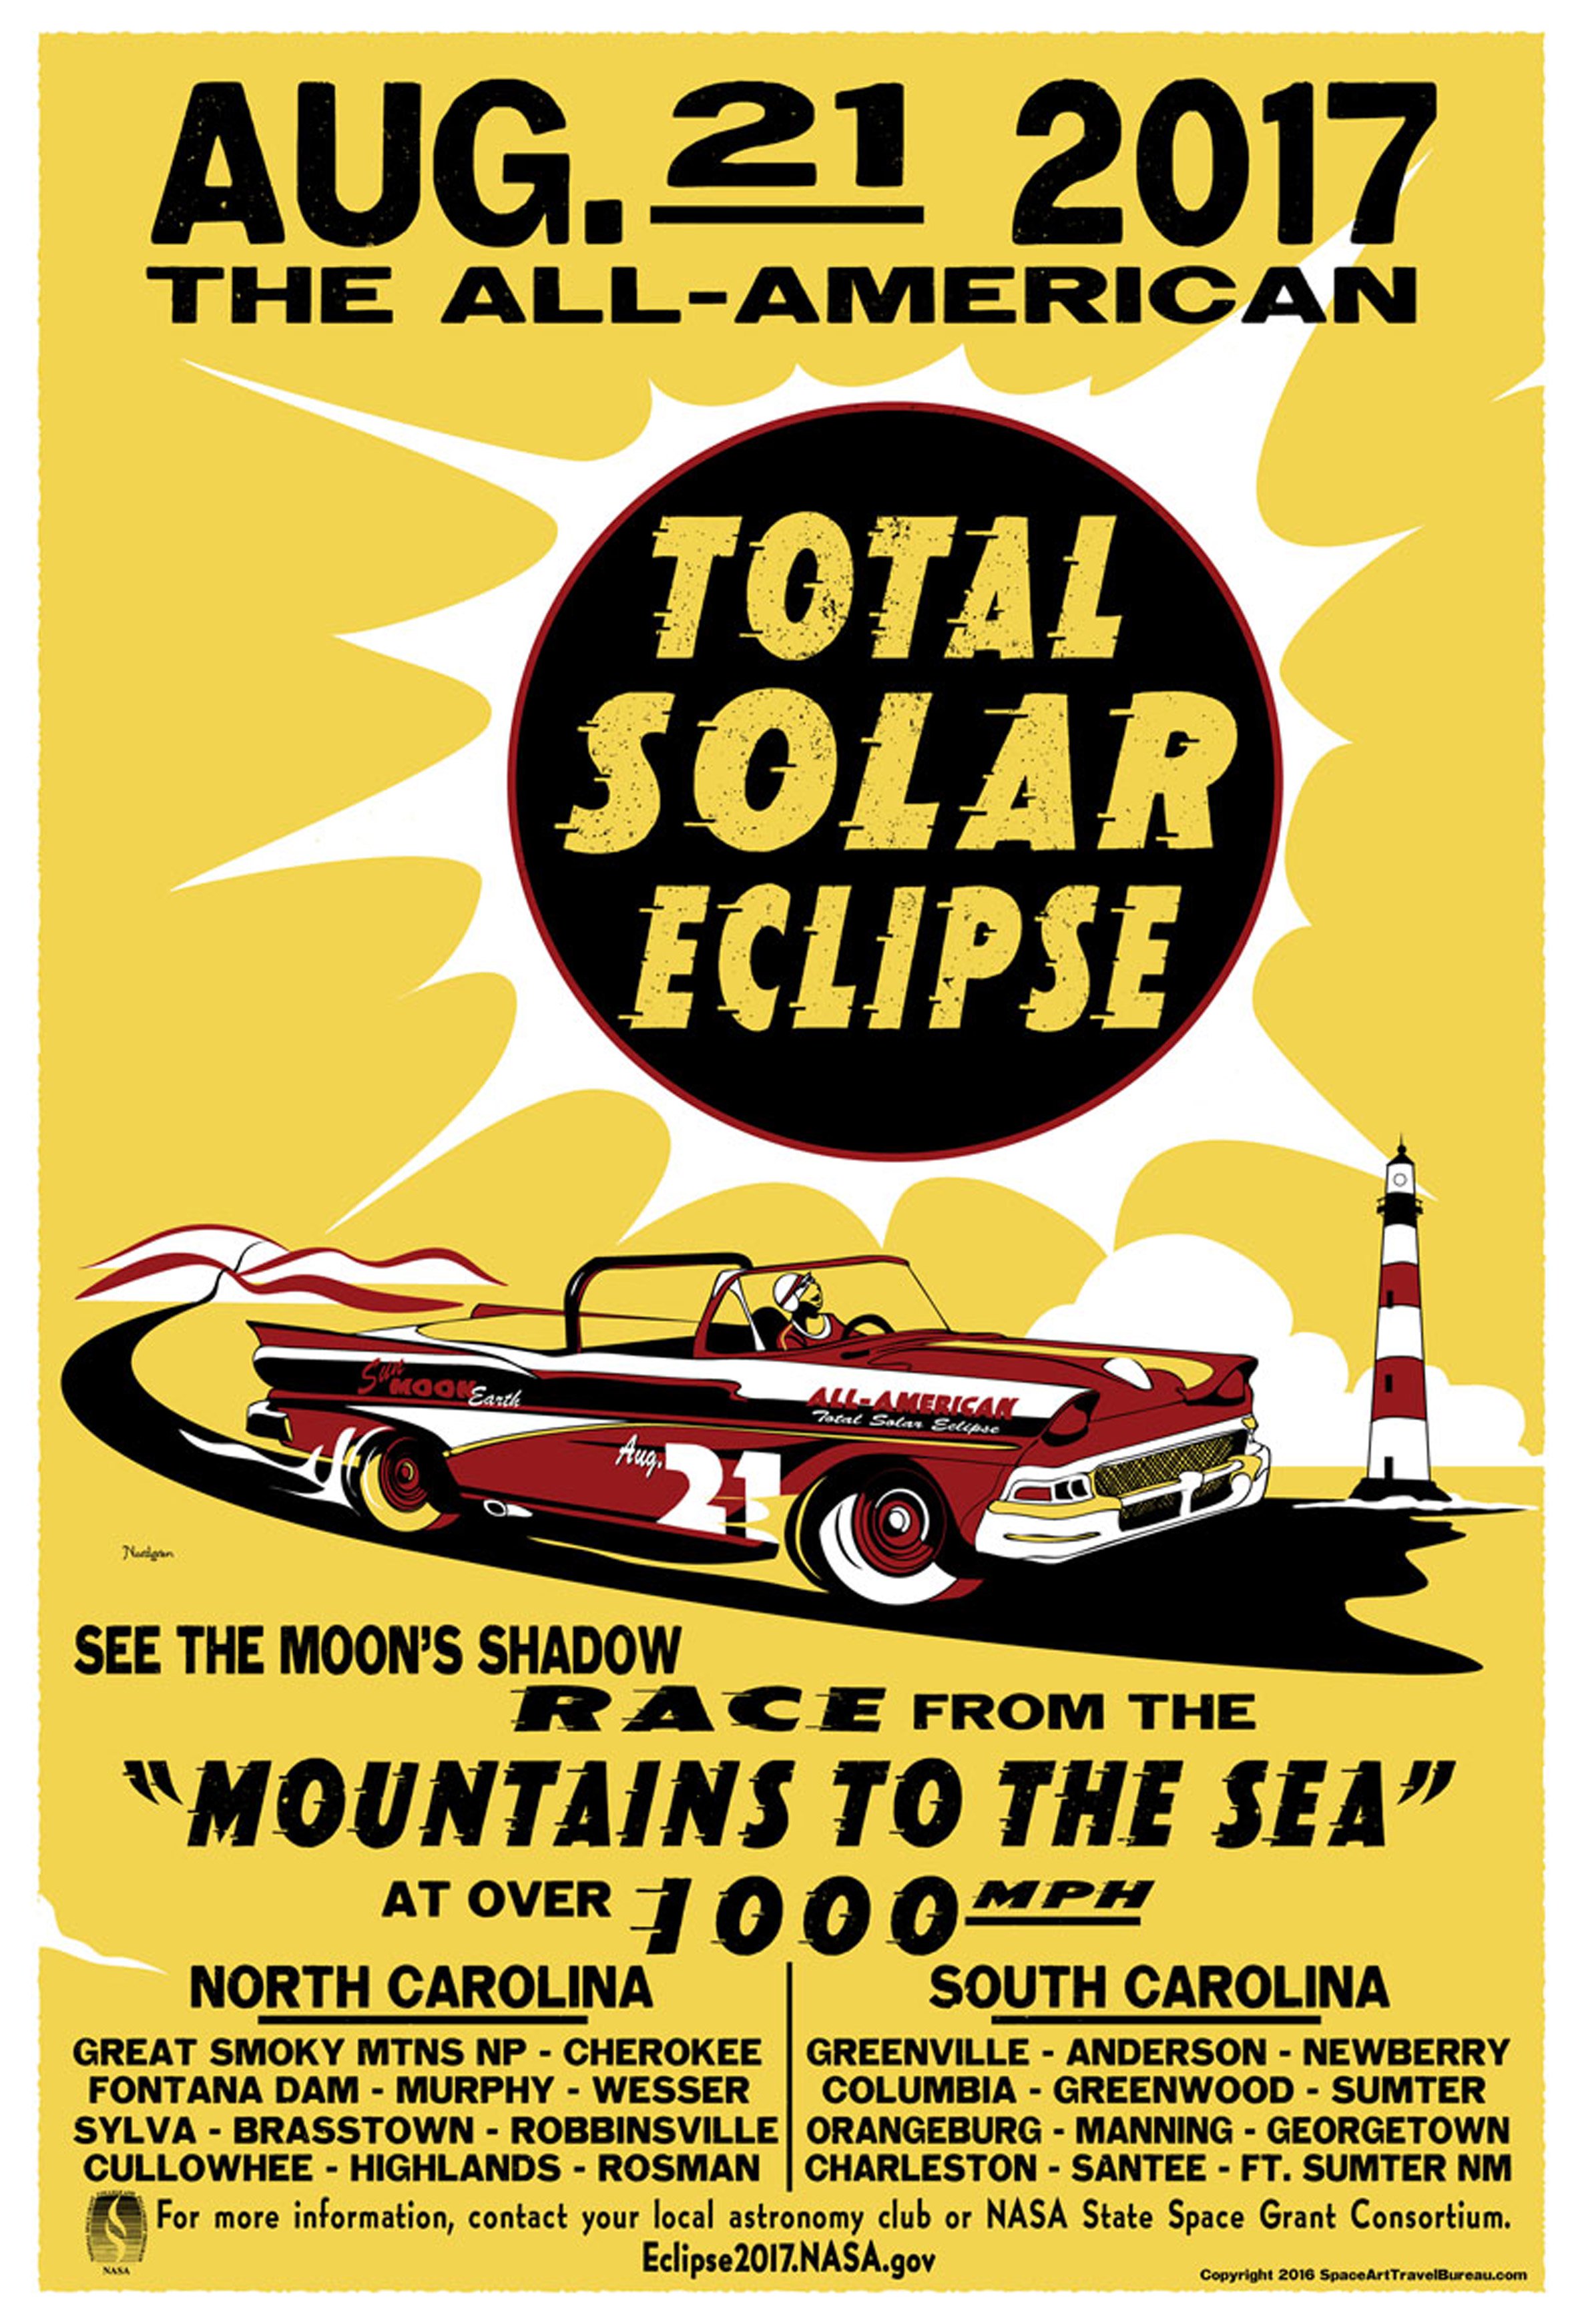 AUG. 21 2017
THE ALL-AMERICAN
TOTAL
SOLAR
ECLIPSE
Sun
MOON Earth
ALL-AMERICAN
Total Solar Eclipse
Aug. 21
Nordgren
SEE THE MOON'S SHADOW
RACE FROM THE
"MOUNTAINS TO THE SEA"
AT OVER 1000 MPH
NORTH CAROLINA
GREAT SMOKY MTNS NP - CHEROKEE
FONTANA DAM - MURPHY - WESSER
SYLVA - BRASSTOWN - ROBBINSVILLE
CULLOWHEE - HIGHLANDS - ROSMAN
SOUTH CAROLINA
GREENVILLE - ANDERSON - NEWBERRY
COLUMBIA - GREENWOOD - SUMTER
ORANGEBURG - MANNING - GEORGETOWN
CHARLESTON - SANTEE - FT. SUMTER NM
NASA
For more information, contact your local astronomy club or NASA State Space Grant Consortium.
Eclipse2017.NASA.gov
Copyright 2016 SpaceArtTravelBureau.com